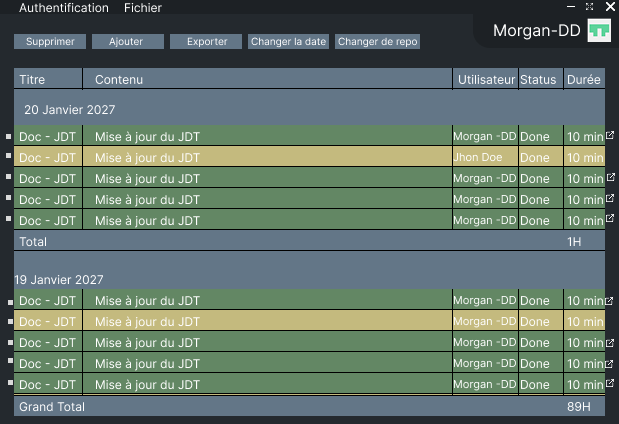 Authentification Fichier
Morgan-DD
Supprimer Ajouter Exporter Changer la date Changer de repo
Titre Contenu Utilisateur Status Durée
20 Janvier 2027
Doc - JDT Mise à jour du JDT Morgan -DD Done 10 min
Doc - JDT Mise à jour du JDT Jhon Doe Done 10 min
Doc - JDT Mise à jour du JDT Morgan -DD Done 10 min
Doc - JDT Mise à jour du JDT Morgan -DD Done 10 min
Doc - JDT Mise à jour du JDT Morgan -DD Done 10 min
Total 1H
19 Janvier 2027
Doc - JDT Mise à jour du JDT Morgan -DD Done 10 min
Doc - JDT Mise à jour du JDT Morgan -DD Done 10 min
Doc - JDT Mise à jour du JDT Morgan -DD Done 10 min
Doc - JDT Mise à jour du JDT Morgan -DD Done 10 min
Doc - JDT Mise à jour du JDT Morgan -DD Done 10 min
Grand Total 89H